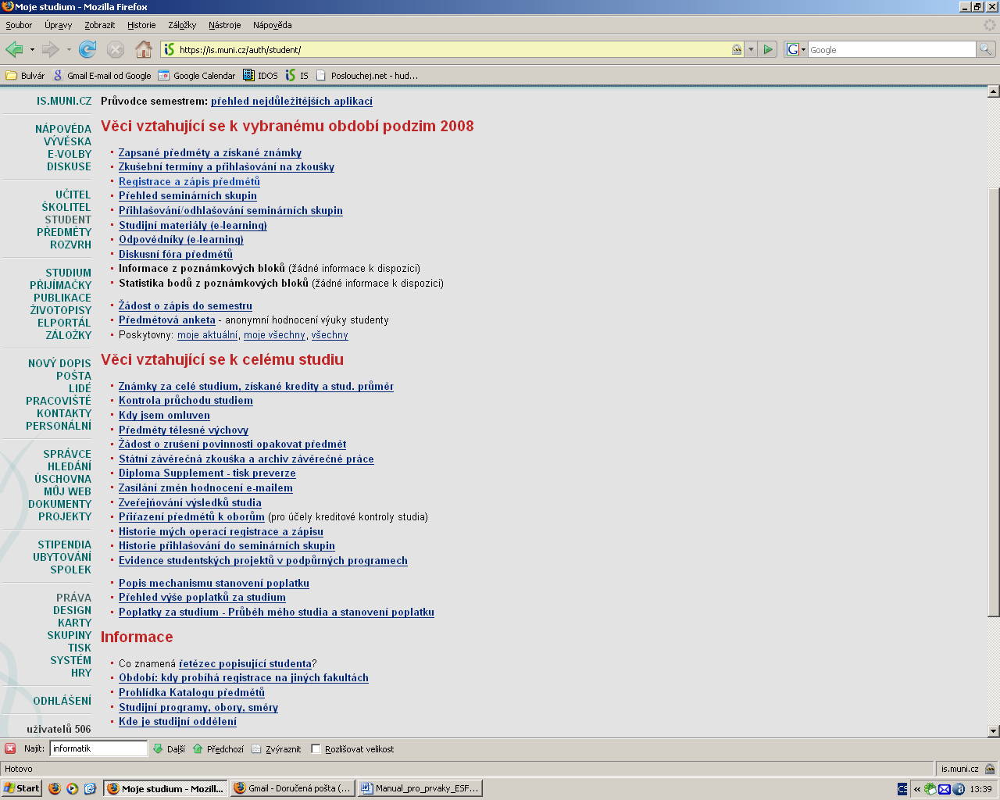 Moje studium - Mozilla Firefox
Soubor Úpravy Zobrazit Historie Záložky Nástroje Nápověda
https://is.muni.cz/auth/student/
Google
Bulvár Gmail E-mail od Google Google Calendar IDOS IS Poslouchej.net - hud...
IS.MUNI.CZ
NÁPOVĚDA
VÝVĚSKA
E-VOLBY
DISKUSE
UČITEL
ŠKOLITEL
STUDENT
PŘEDMĚTY
ROZVRH
STUDIUM
PŘIJÍMAČKY
PUBLIKACE
ŽIVOTOPISY
ELPORTÁL
ZÁLOŽKY
NOVÝ DOPIS
POŠTA
LIDÉ
PRACOVIŠTĚ
KONTAKTY
PERSONÁLNÍ
SPRÁVCE
HLEDÁNÍ
ÚSCHOVNA
MŮJ WEB
DOKUMENTY
PROJEKTY
STIPENDIA
UBYTOVÁNÍ
SPOLEK
PRÁVA
DESIGN
KARTY
SKUPINY
TISK
SYSTÉM
HRY
ODHLÁŠENÍ
uživatelů 506
Průvodce semestrem: přehled nejdůležitějších aplikací
Věci vztahující se k vybranému období podzim 2008
Zapsané předměty a získané známky
Zkušební termíny a přihlašování na zkoušky
Registrace a zápis předmětů
Přehled seminárních skupin
Přihlašování/odhlašování seminárních skupin
Studijní materiály (e-learning)
Odpovědníky (e-learning)
Diskusní fóra předmětů
Informace z poznámkových bloků (žádné informace k dispozici)
Statistika bodů z poznámkových bloků (žádné informace k dispozici)
Žádost o zápis do semestru
Předmětová anketa - anonymní hodnocení výuky studenty
Poskytovny: moje aktuální, moje všechny, všechny
Věci vztahující se k celému studiu
Známky za celé studium, získané kredity a stud. průměr
Kontrola průchodu studiem
Kdy jsem omluven
Předměty tělesné výchovy
Žádost o zrušení povinnosti opakovat předmět
Státní závěrečná zkouška a archiv závěrečné práce
Diploma Supplement - tisk preverze
Zasílání změn hodnocení e-mailem
Zveřejňování výsledků studia
Přiřazení předmětů k oborům (pro účely kreditové kontroly studia)
Historie mých operací registrace a zápisu
Historie přihlašování do seminárních skupin
Evidence studentských projektů v podpůrných programech
Popis mechanismu stanovení poplatku
Přehled výše poplatků za studium
Poplatky za studium - Průběh mého studia a stanovení poplatku
Informace
Co znamená řetězec popisující studenta?
Období: kdy probíhá registrace na jiných fakultách
Prohlídka Katalogu předmětů
Studijní programy, obory, směry
Kde je studijní oddělení
Najít: informatik Další Předchozí Zvýraznit Rozlišovat velikost
Hotovo is.muni.cz
Start Moje studium - Mozill... Gmail - Doručená pošta (... Manual_pro_prvaky_ESF... CS « 13:39